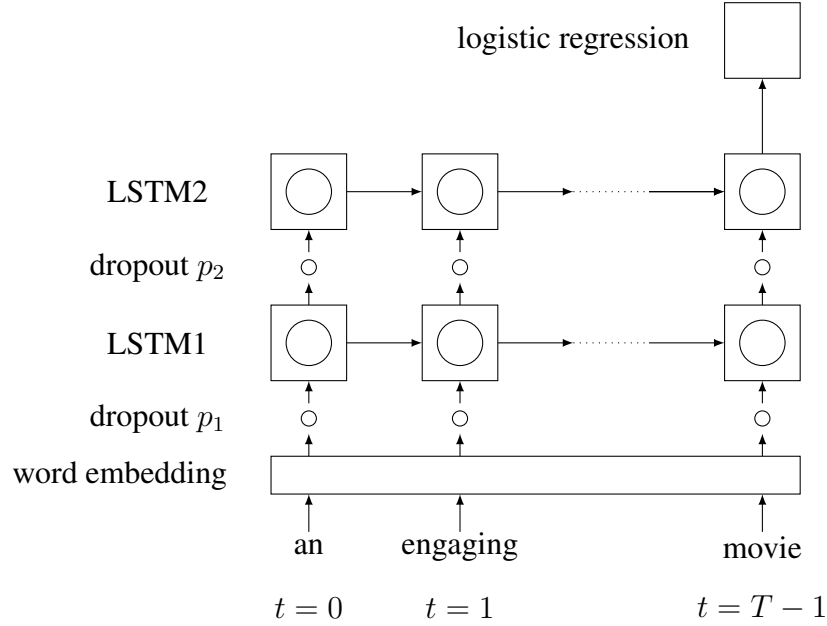 logistic regression
LSTM2
dropout p₂
LSTM1
dropout p₁
word embedding
an engaging movie
t = 0 t = 1 t = T − 1